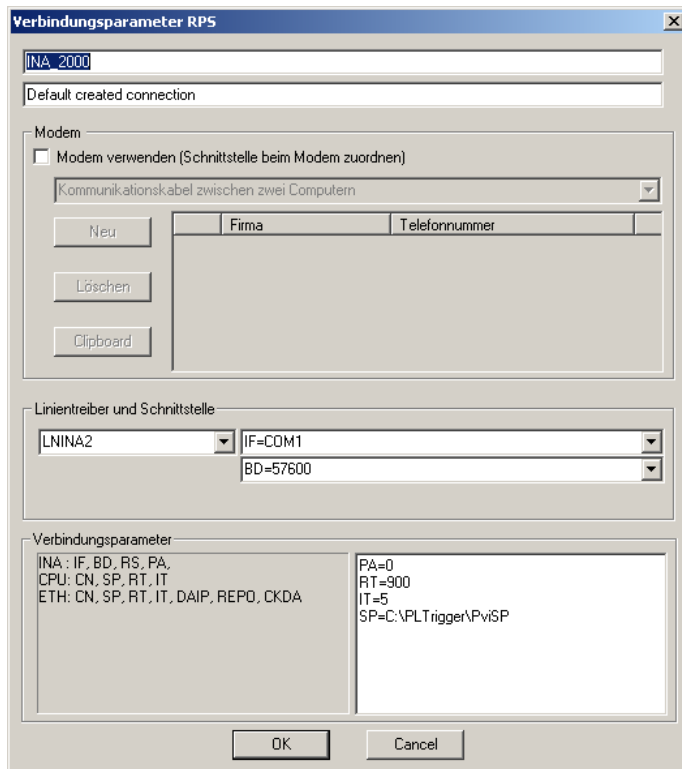 Verbindungsparameter RPS
INA_2000
Default created connection
Modem
Modem verwenden (Schnittstelle beim Modem zuordnen)
Kommunikationskabel zwischen zwei Computern
Neu
Firma Telefonnummer
Löschen
Clipboard
Linientreiber und Schnittstelle
LNINA2 IF=COM1
BD=57600
Verbindungsparameter
INA : IF, BD, RS, PA,
CPU: CN, SP, RT, IT
ETH: CN, SP, RT, IT, DAIP, REPO, CKDA
PA=0
RT=900
IT=5
SP=C:\PLTrigger\PviSP
OK Cancel